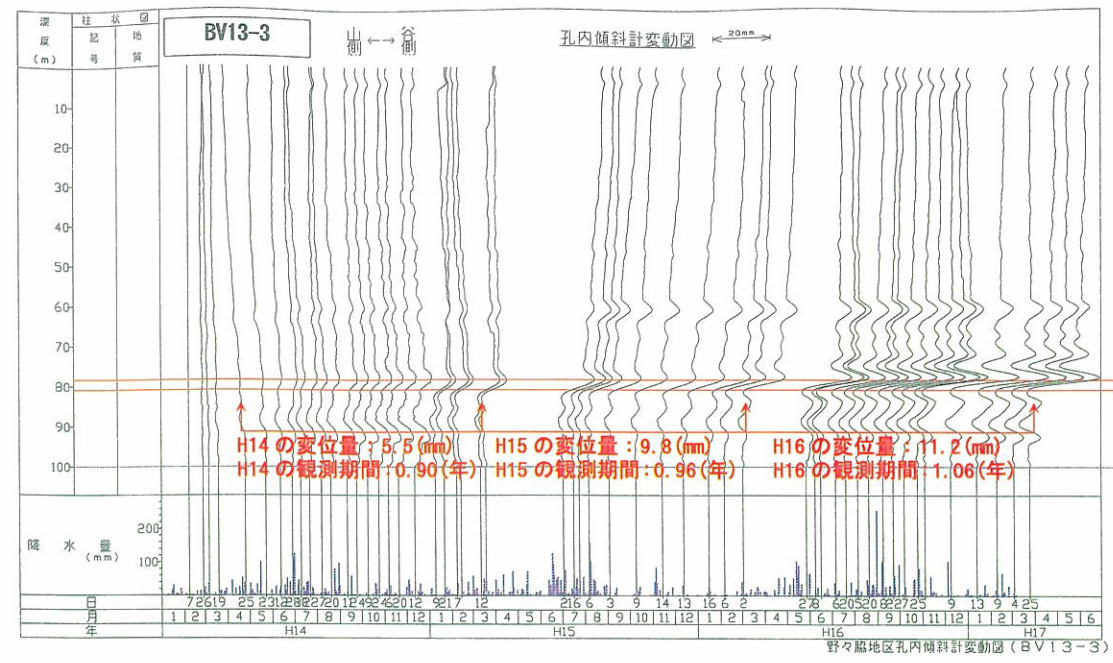 深度(m)
柱状図
記号
地質
BV13-3
山側 ←→ 谷側
孔内傾斜計変動図
20mm
10
20
30
40
50
60
70
80
90
100
H14の変位量：5.5(mm)
H14の観測期間：0.90(年)
H15の変位量：9.8(mm)
H15の観測期間：0.96(年)
H16の変位量：11.2(mm)
H16の観測期間：1.06(年)
降水量(mm)
200
100
日
月 1 2 3 4 5 6 7 8 9 10 11 12 1 2 3 4 5 6 7 8 9 10 11 12 1 2 3 4 5 6 7 8 9 10 11 12 1 2 3 4 5 6
年 H14 H15 H16 H17
野々脇地区孔内傾斜計変動図(BV13-3)